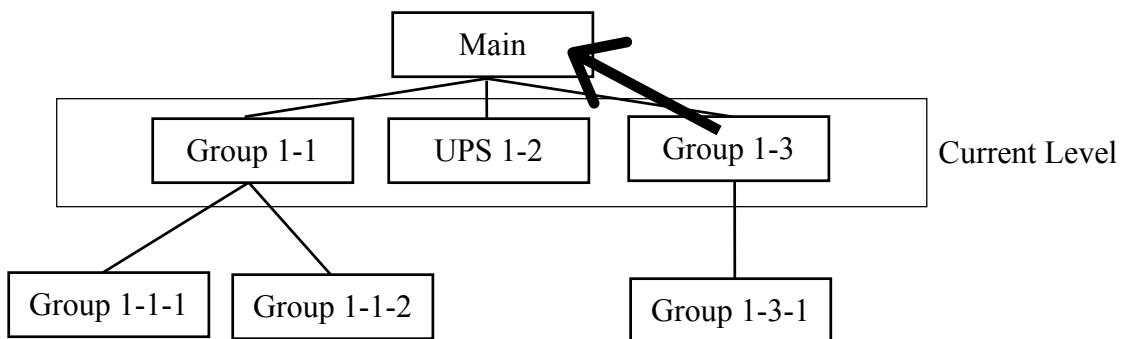 Main
Group 1-1
UPS 1-2
Group 1-3
Current Level
Group 1-1-1
Group 1-1-2
Group 1-3-1